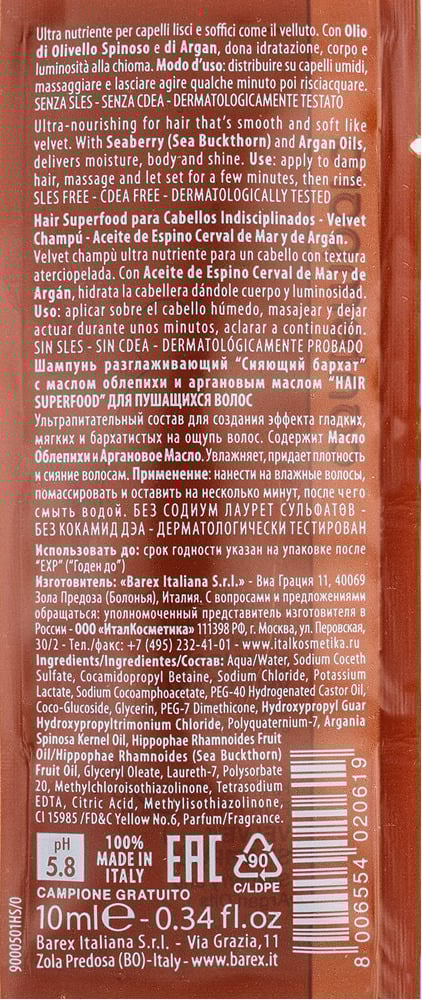 Ultra nutriente per capelli lisci e soffici come il velluto. Con Olio
di Olivello Spinoso e di Argan, dona idratazione, corpo e
luminosità alla chioma. Modo d'uso: distribuire su capelli umidi,
massaggiare e lasciare agire qualche minuto poi risciacquare.
SENZA SLES - SENZA CDEA - DERMATOLOGICAMENTE TESTATO
Ultra-nourishing for hair that's smooth and soft like
velvet. With Seaberry (Sea Buckthorn) and Argan Oils,
delivers moisture, body and shine. Use: apply to damp
hair, massage and let set for a few minutes, then rinse.
SLES FREE - CDEA FREE - DERMATOLOGICALLY TESTED
Hair Superfood para Cabellos Indisciplinados - Velvet
Champú - Aceite de Espino Cerval de Mar y de Argán.
Velvet champù ultra nutriente para un cabello con textura
aterciopelada. Con Aceite de Espino Cerval de Mar y de
Argán, hidrata la cabellera dándole cuerpo y luminosidad.
Uso: aplicar sobre el cabello húmedo, masajear y dejar
actuar durante unos minutos, aclarar a continuación.
SIN SLES - SIN CDEA - DERMATOLÓGICAMENTE PROBADO
Шампунь разглаживающий "Сияющий бархат"
с маслом облепихи и аргановым маслом "HAIR
SUPERFOOD" ДЛЯ ПУШАЩИХСЯ ВОЛОС
Ультрапитательный состав для создания эффекта гладких,
мягких и бархатистых на ощупь волос. Содержит Масло
Облепихи и Аргановое Масло. Увлажняет, придает плотность
и сияние волосам. Применение: нанести на влажные волосы,
помассировать и оставить на несколько минут, после чего
смыть водой. БЕЗ СОДИУМ ЛАУРЕТ СУЛЬФАТОВ -
БЕЗ КОКАМИД ДЭА - ДЕРМАТОЛОГИЧЕСКИ ТЕСТИРОВАН
Использовать до: срок годности указан на упаковке после
"EXP" ("Годен до")
Изготовитель: «Barex Italiana S.r.l.» - Виа Грация 11, 40069
Зола Предоза (Болонья), Италия. С вопросами и предложениями
обращаться: уполномоченный представитель изготовителя в
России - ООО «ИталКосметика» 111398 РФ, г. Москва, ул. Перовская,
30/2 - Тел./факс: +7 (495) 232-41-01 - www.italkosmetika.ru
Ingredients/Ingredientes/Состав: Aqua/Water, Sodium Coceth
Sulfate, Cocamidopropyl Betaine, Sodium Chloride, Potassium
Lactate, Sodium Cocoamphoacetate, PEG-40 Hydrogenated Castor Oil,
Coco-Glucoside, Glycerin, PEG-7 Dimethicone, Hydroxypropyl Guar
Hydroxypropyltrimonium Chloride, Polyquaternium-7, Argania
Spinosa Kernel Oil, Hippophae Rhamnoides Fruit
Oil/Hippophae Rhamnoides (Sea Buckthorn)
Fruit Oil, Glyceryl Oleate, Laureth-7, Polysorbate
20, Methylchloroisothiazolinone, Tetrasodium
EDTA, Citric Acid, Methylisothiazolinone,
CI 15985 /FD&C Yellow No.6, Parfum/Fragrance.
pH
5.8
100%
MADE IN
ITALY
EAC
90
C/LDPE
CAMPIONE GRATUITO
10ml e - 0.34 fl.oz
Barex Italiana S.r.l. - Via Grazia,11
Zola Predosa (BO)-Italy - www.barex.it
9000501HS/0
8 006554 020619